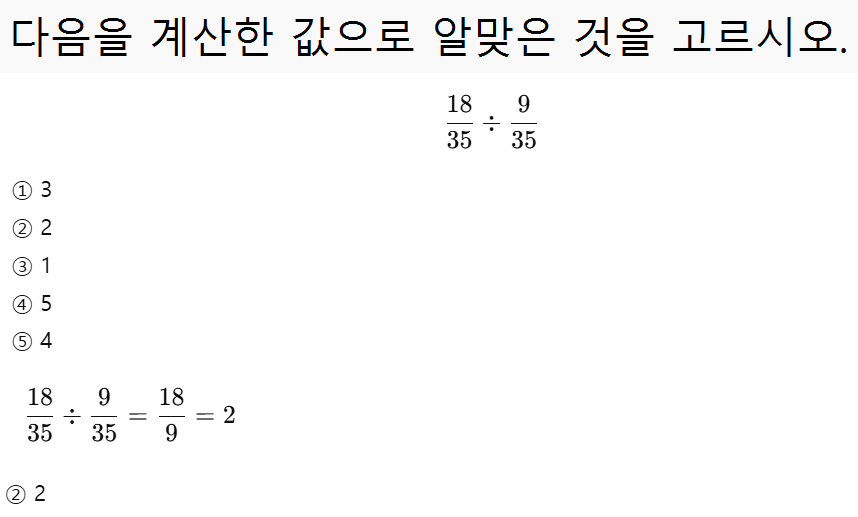 다음을 계산한 값으로 알맞은 것을 고르시오.
18/35 ÷ 9/35
① 3
② 2
③ 1
④ 5
⑤ 4
18/35 ÷ 9/35 = 18/9 = 2
② 2